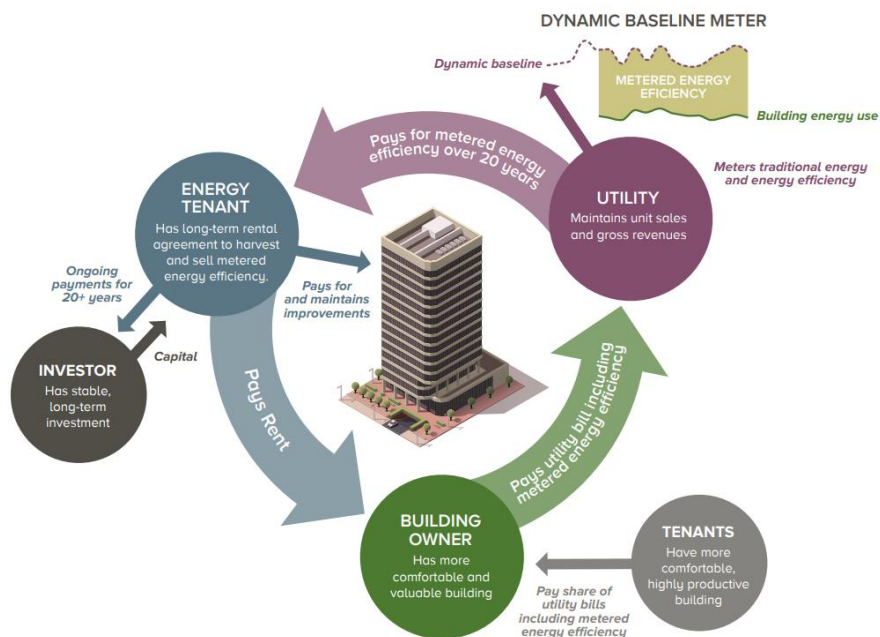 DYNAMIC BASELINE METER
Dynamic baseline
METERED ENERGY
EFICIENCY
Building energy use
Meters traditional energy
and energy efficiency
Pays for metered energy
efficiency over 20 years
UTILITY
Maintains unit sales
and gross revenues
ENERGY
TENANT
Has long-term rental
agreement to harvest
and sell metered
energy efficiency.
Ongoing
payments for
20+ years
Pays for
and maintains
improvements
Capital
INVESTOR
Has stable,
long-term
investment
Pays Rent
Pays utility bill including
metered energy efficiency
BUILDING
OWNER
Has more
comfortable and
valuable building
TENANTS
Have more
comfortable,
highly productive
building
Pay share of
utility bills
including metered
energy efficiency